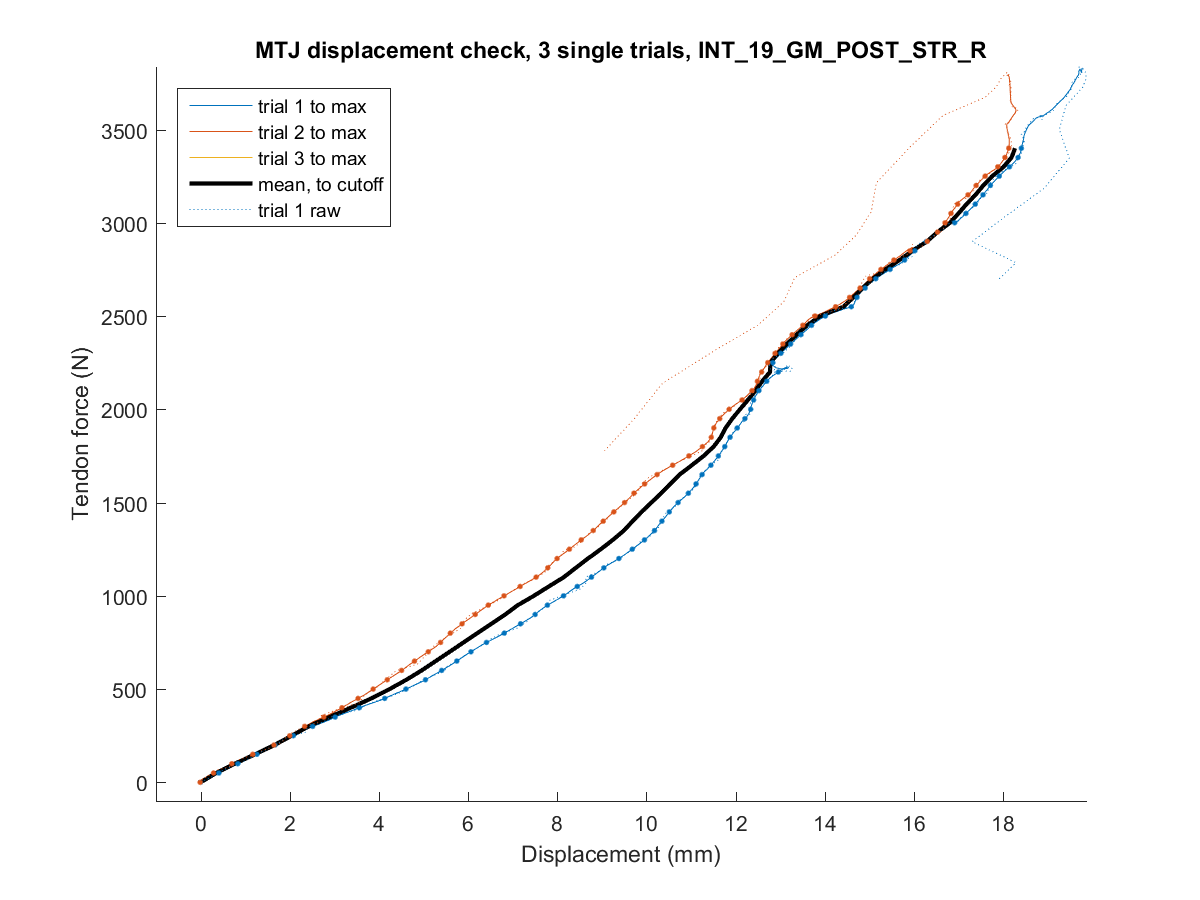 MTJ displacement check, 3 single trials, INT_19_GM_POST_STR_R
trial 1 to max
trial 2 to max
trial 3 to max
mean, to cutoff
trial 1 raw
3500
3000
2500
2000
1500
1000
500
0
Tendon force (N)
0 2 4 6 8 10 12 14 16 18
Displacement (mm)